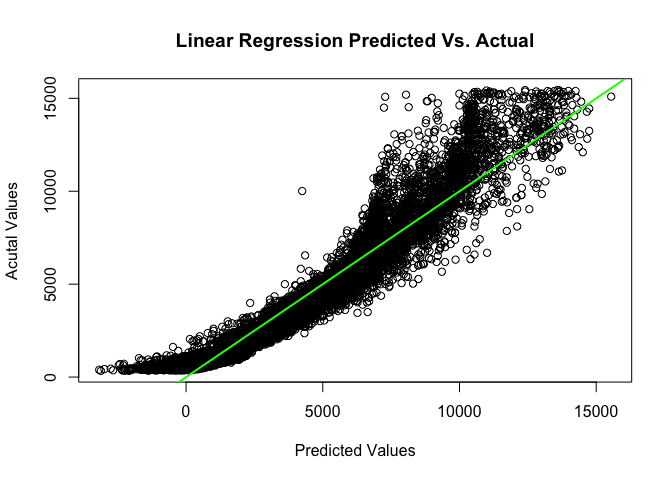 Linear Regression Predicted Vs. Actual
Acutal Values
15000
10000
5000
0
0 5000 10000 15000
Predicted Values